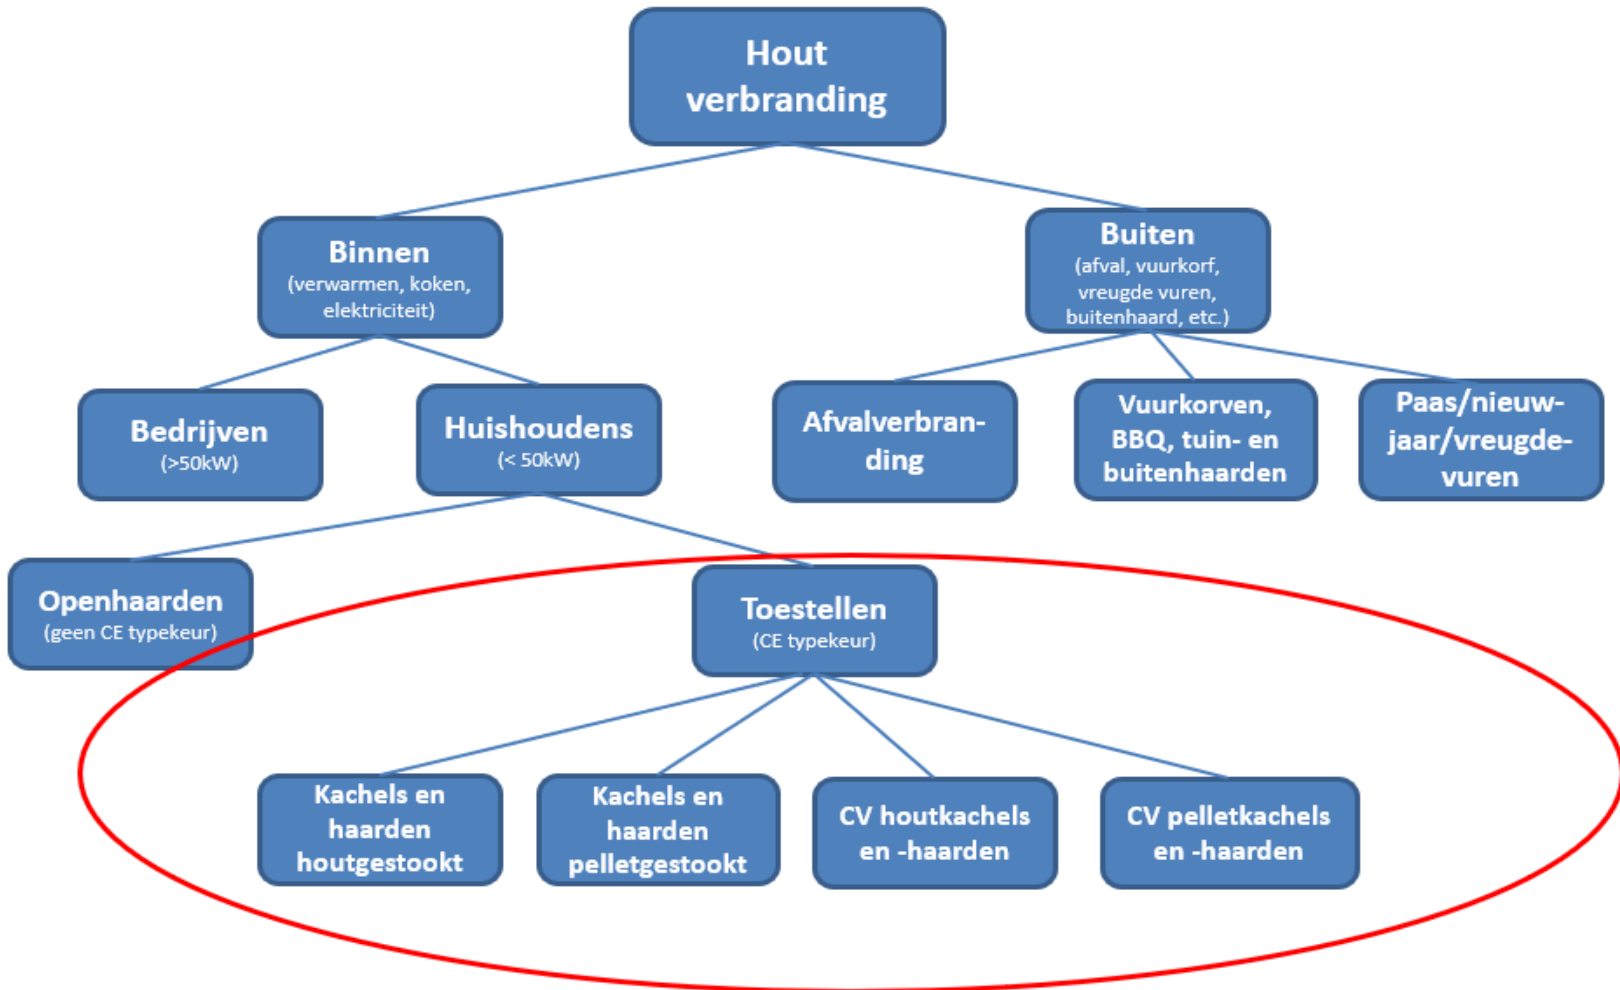 Hout
verbranding
Binnen
(verwarmen, koken,
elektriciteit)
Buiten
(afval, vuurkorf,
vreugde vuren,
buitenhaard, etc.)
Bedrijven
(>50kW)
Huishoudens
(< 50kW)
Afvalverbran-
ding
Vuurkorven,
BBQ, tuin- en
buitenhaarden
Paas/nieuw-
jaar/vreugde-
vuren
Openhaarden
(geen CE typekeur)
Toestellen
(CE typekeur)
Kachels en
haarden
houtgestookt
Kachels en
haarden
pelletgestookt
CV houtkachels
en -haarden
CV pelletkachels
en -haarden